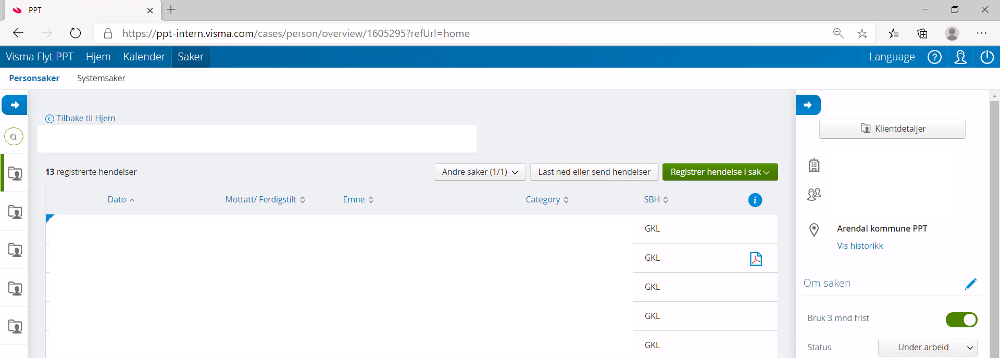 PPT
https://ppt-intern.visma.com/cases/person/overview/1605295?refUrl=home
Visma Flyt PPT Hjem Kalender Saker Language
Personsaker Systemsaker
Tilbake til Hjem
Klientdetaljer
13 registrerte hendelser Andre saker (1/1) Last ned eller send hendelser Registrer hendelse i sak
Dato Mottatt/ Ferdigstilt Emne Category SBH
GKL
Arendal kommune PPT
Vis historikk
GKL
Om saken
GKL
GKL
Bruk 3 mnd frist
GKL
Status Under arbeid